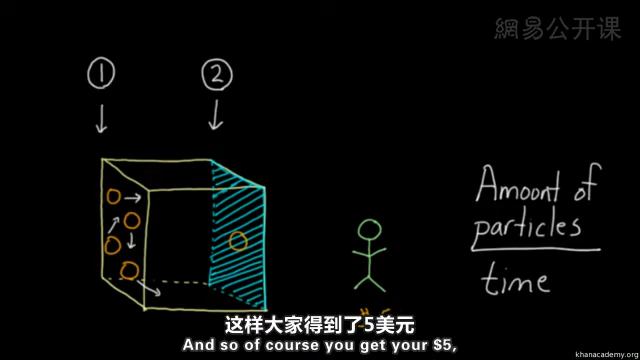 網易公开课
① ②
Amount of
particles
time
这样大家得到了5美元
And so of course you get your $5,
khanacademy.org